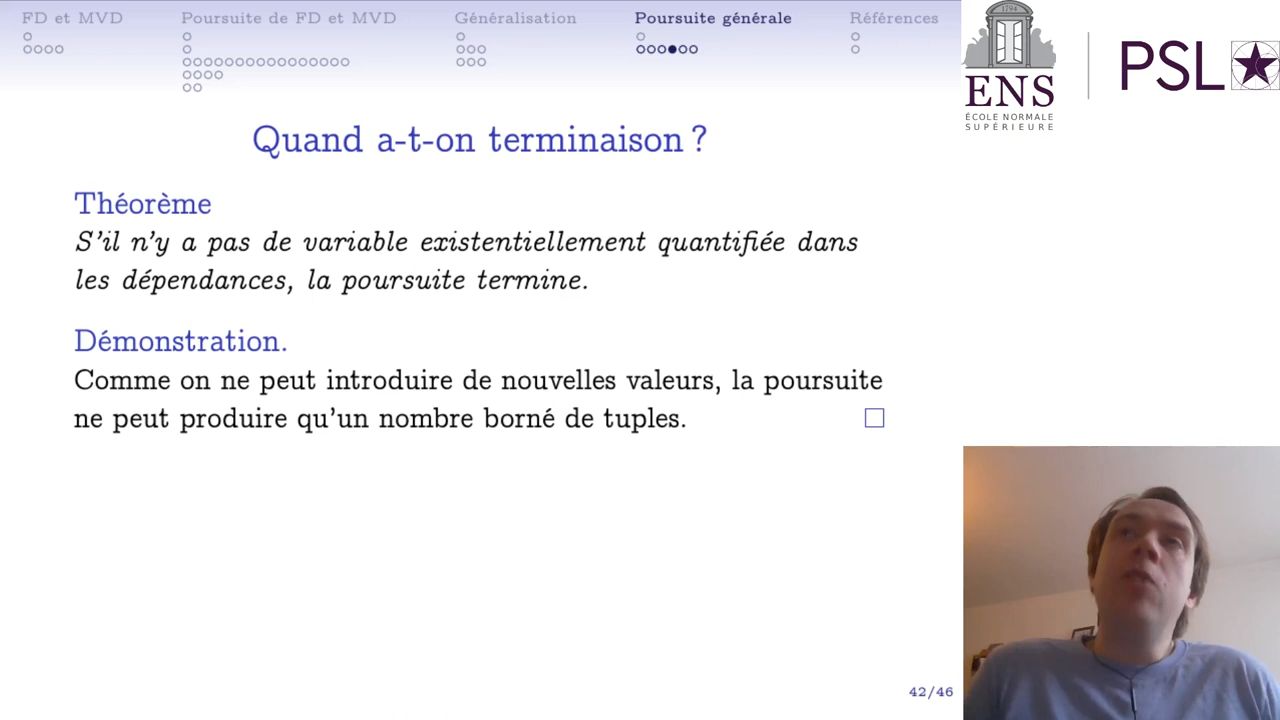 FD et MVD
Poursuite de FD et MVD
Généralisation
Poursuite générale
Références
1794
ENS
ÉCOLE NORMALE
SUPÉRIEURE
PSL
Quand a-t-on terminaison ?
Théorème
S'il n'y a pas de variable existentiellement quantifiée dans
les dépendances, la poursuite termine.
Démonstration.
Comme on ne peut introduire de nouvelles valeurs, la poursuite
ne peut produire qu'un nombre borné de tuples.
42/46